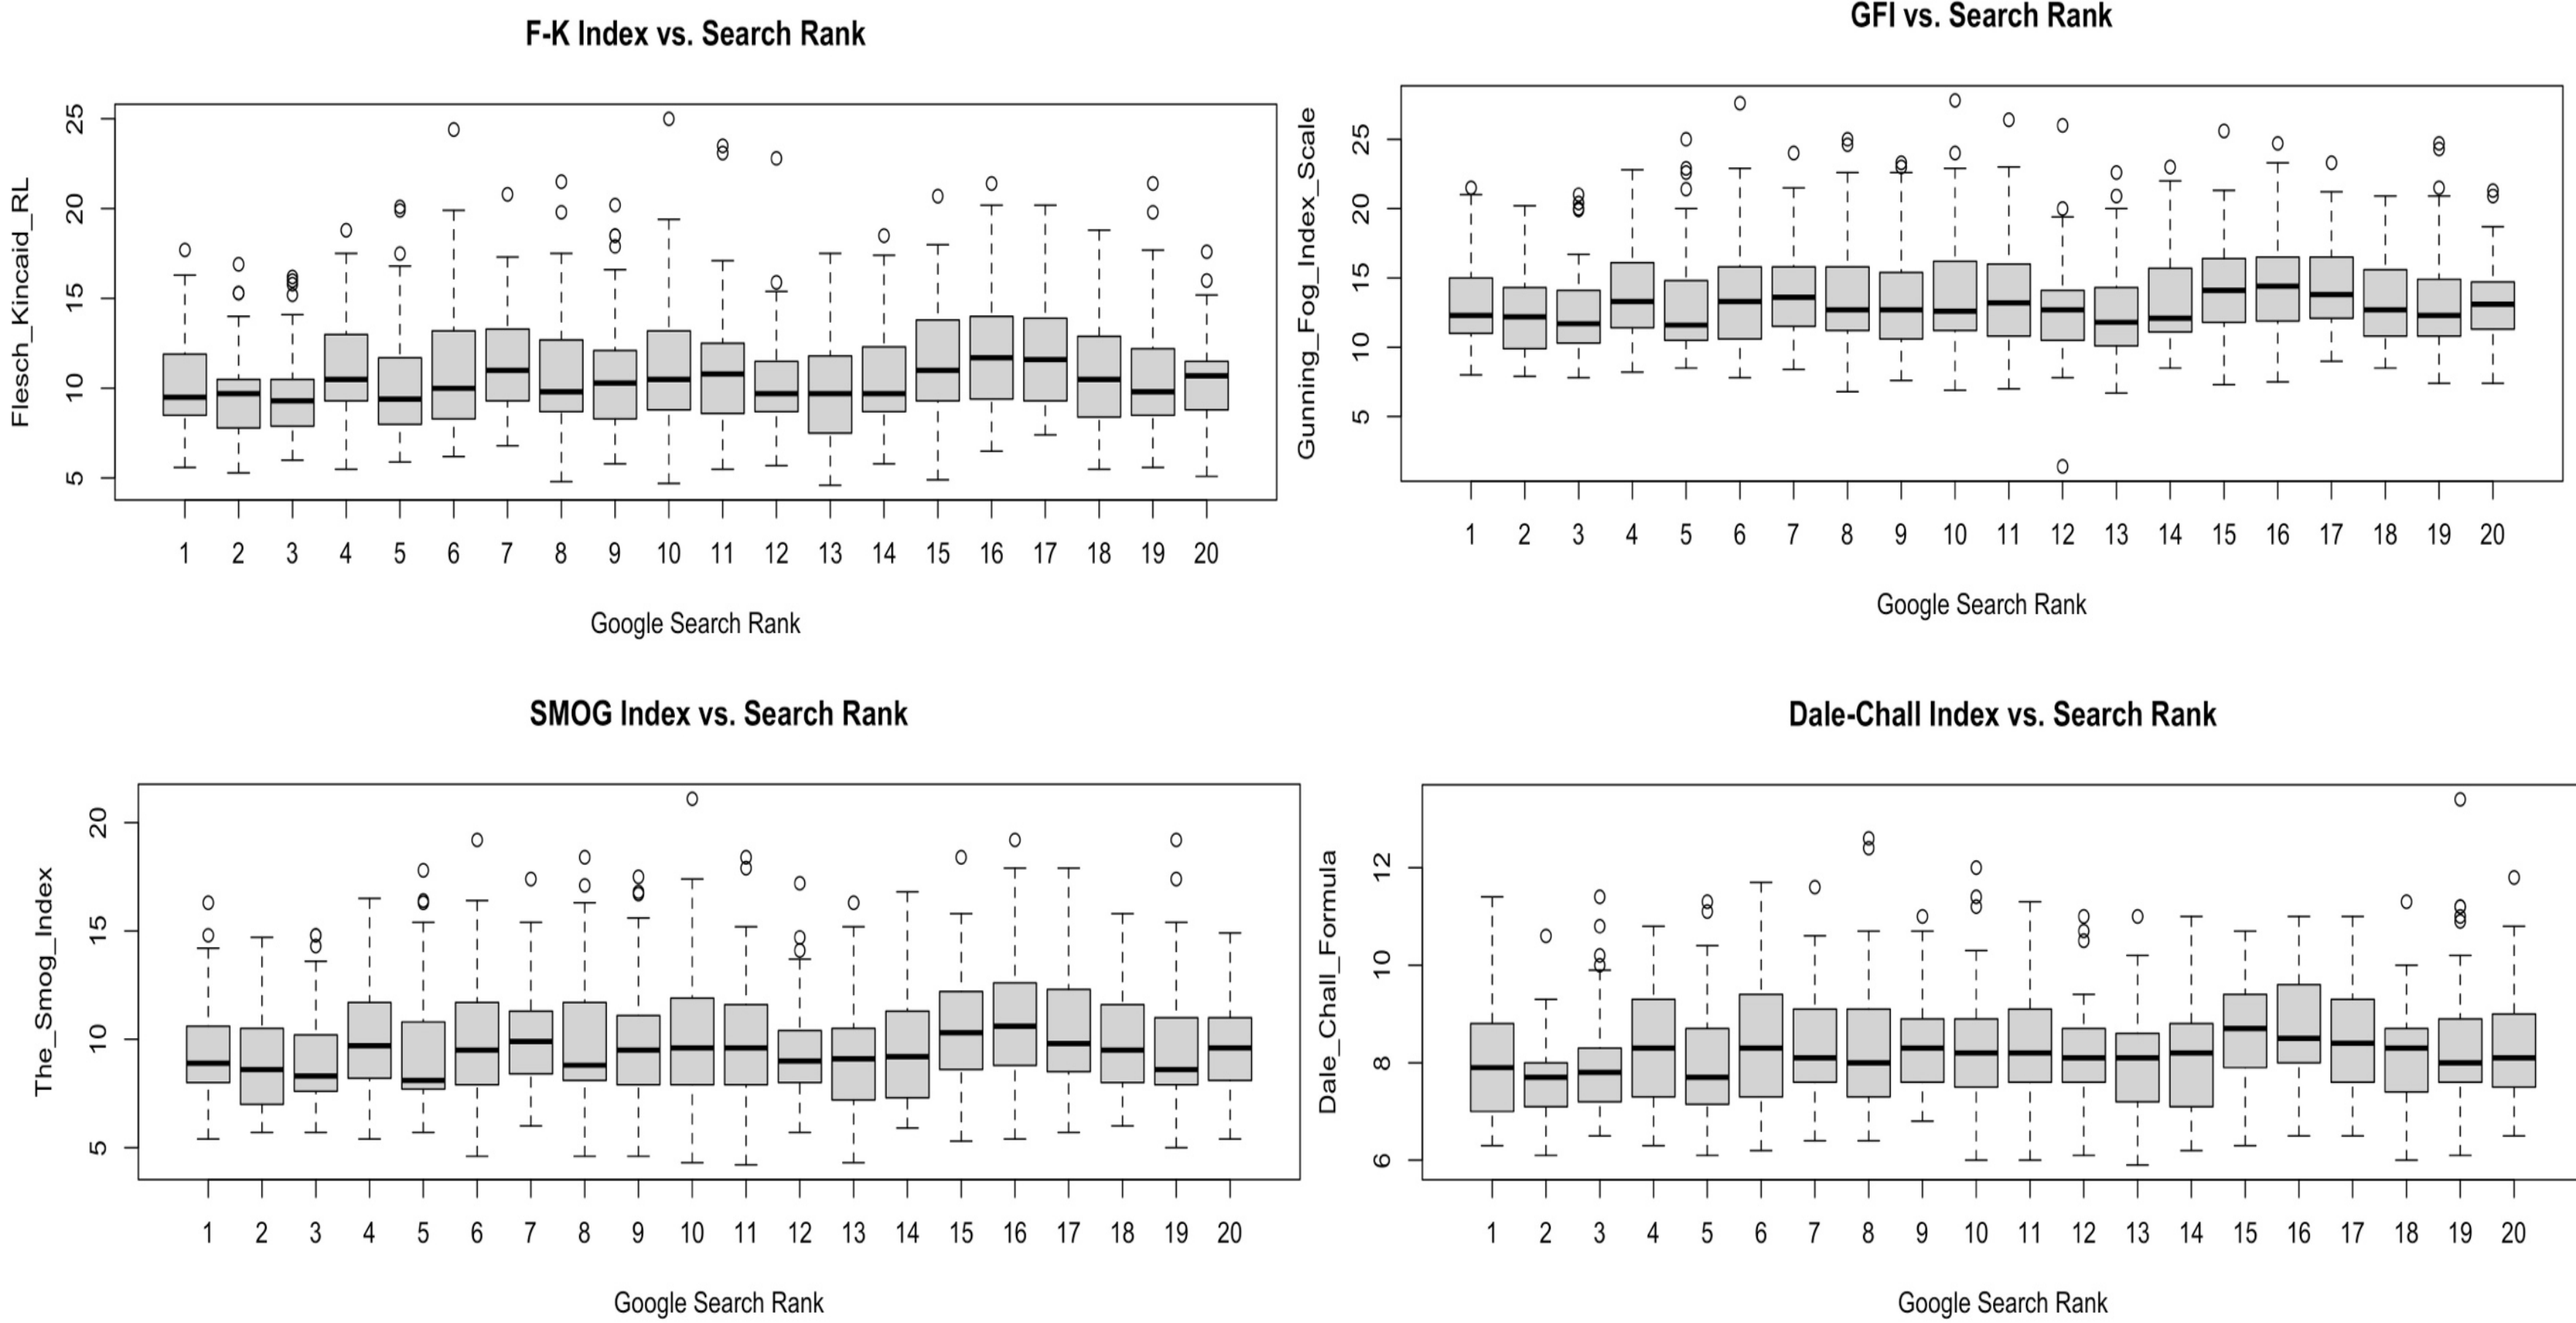 F-K Index vs. Search Rank
Flesch_Kincaid_RL
25
20
15
10
5
1 2 3 4 5 6 7 8 9 10 11 12 13 14 15 16 17 18 19 20
Google Search Rank
GFI vs. Search Rank
Gunning_Fog_Index_Scale
25
20
15
10
5
1 2 3 4 5 6 7 8 9 10 11 12 13 14 15 16 17 18 19 20
Google Search Rank
SMOG Index vs. Search Rank
The_Smog_Index
20
15
10
5
1 2 3 4 5 6 7 8 9 10 11 12 13 14 15 16 17 18 19 20
Google Search Rank
Dale-Chall Index vs. Search Rank
Dale_Chall_Formula
12
10
8
6
1 2 3 4 5 6 7 8 9 10 11 12 13 14 15 16 17 18 19 20
Google Search Rank